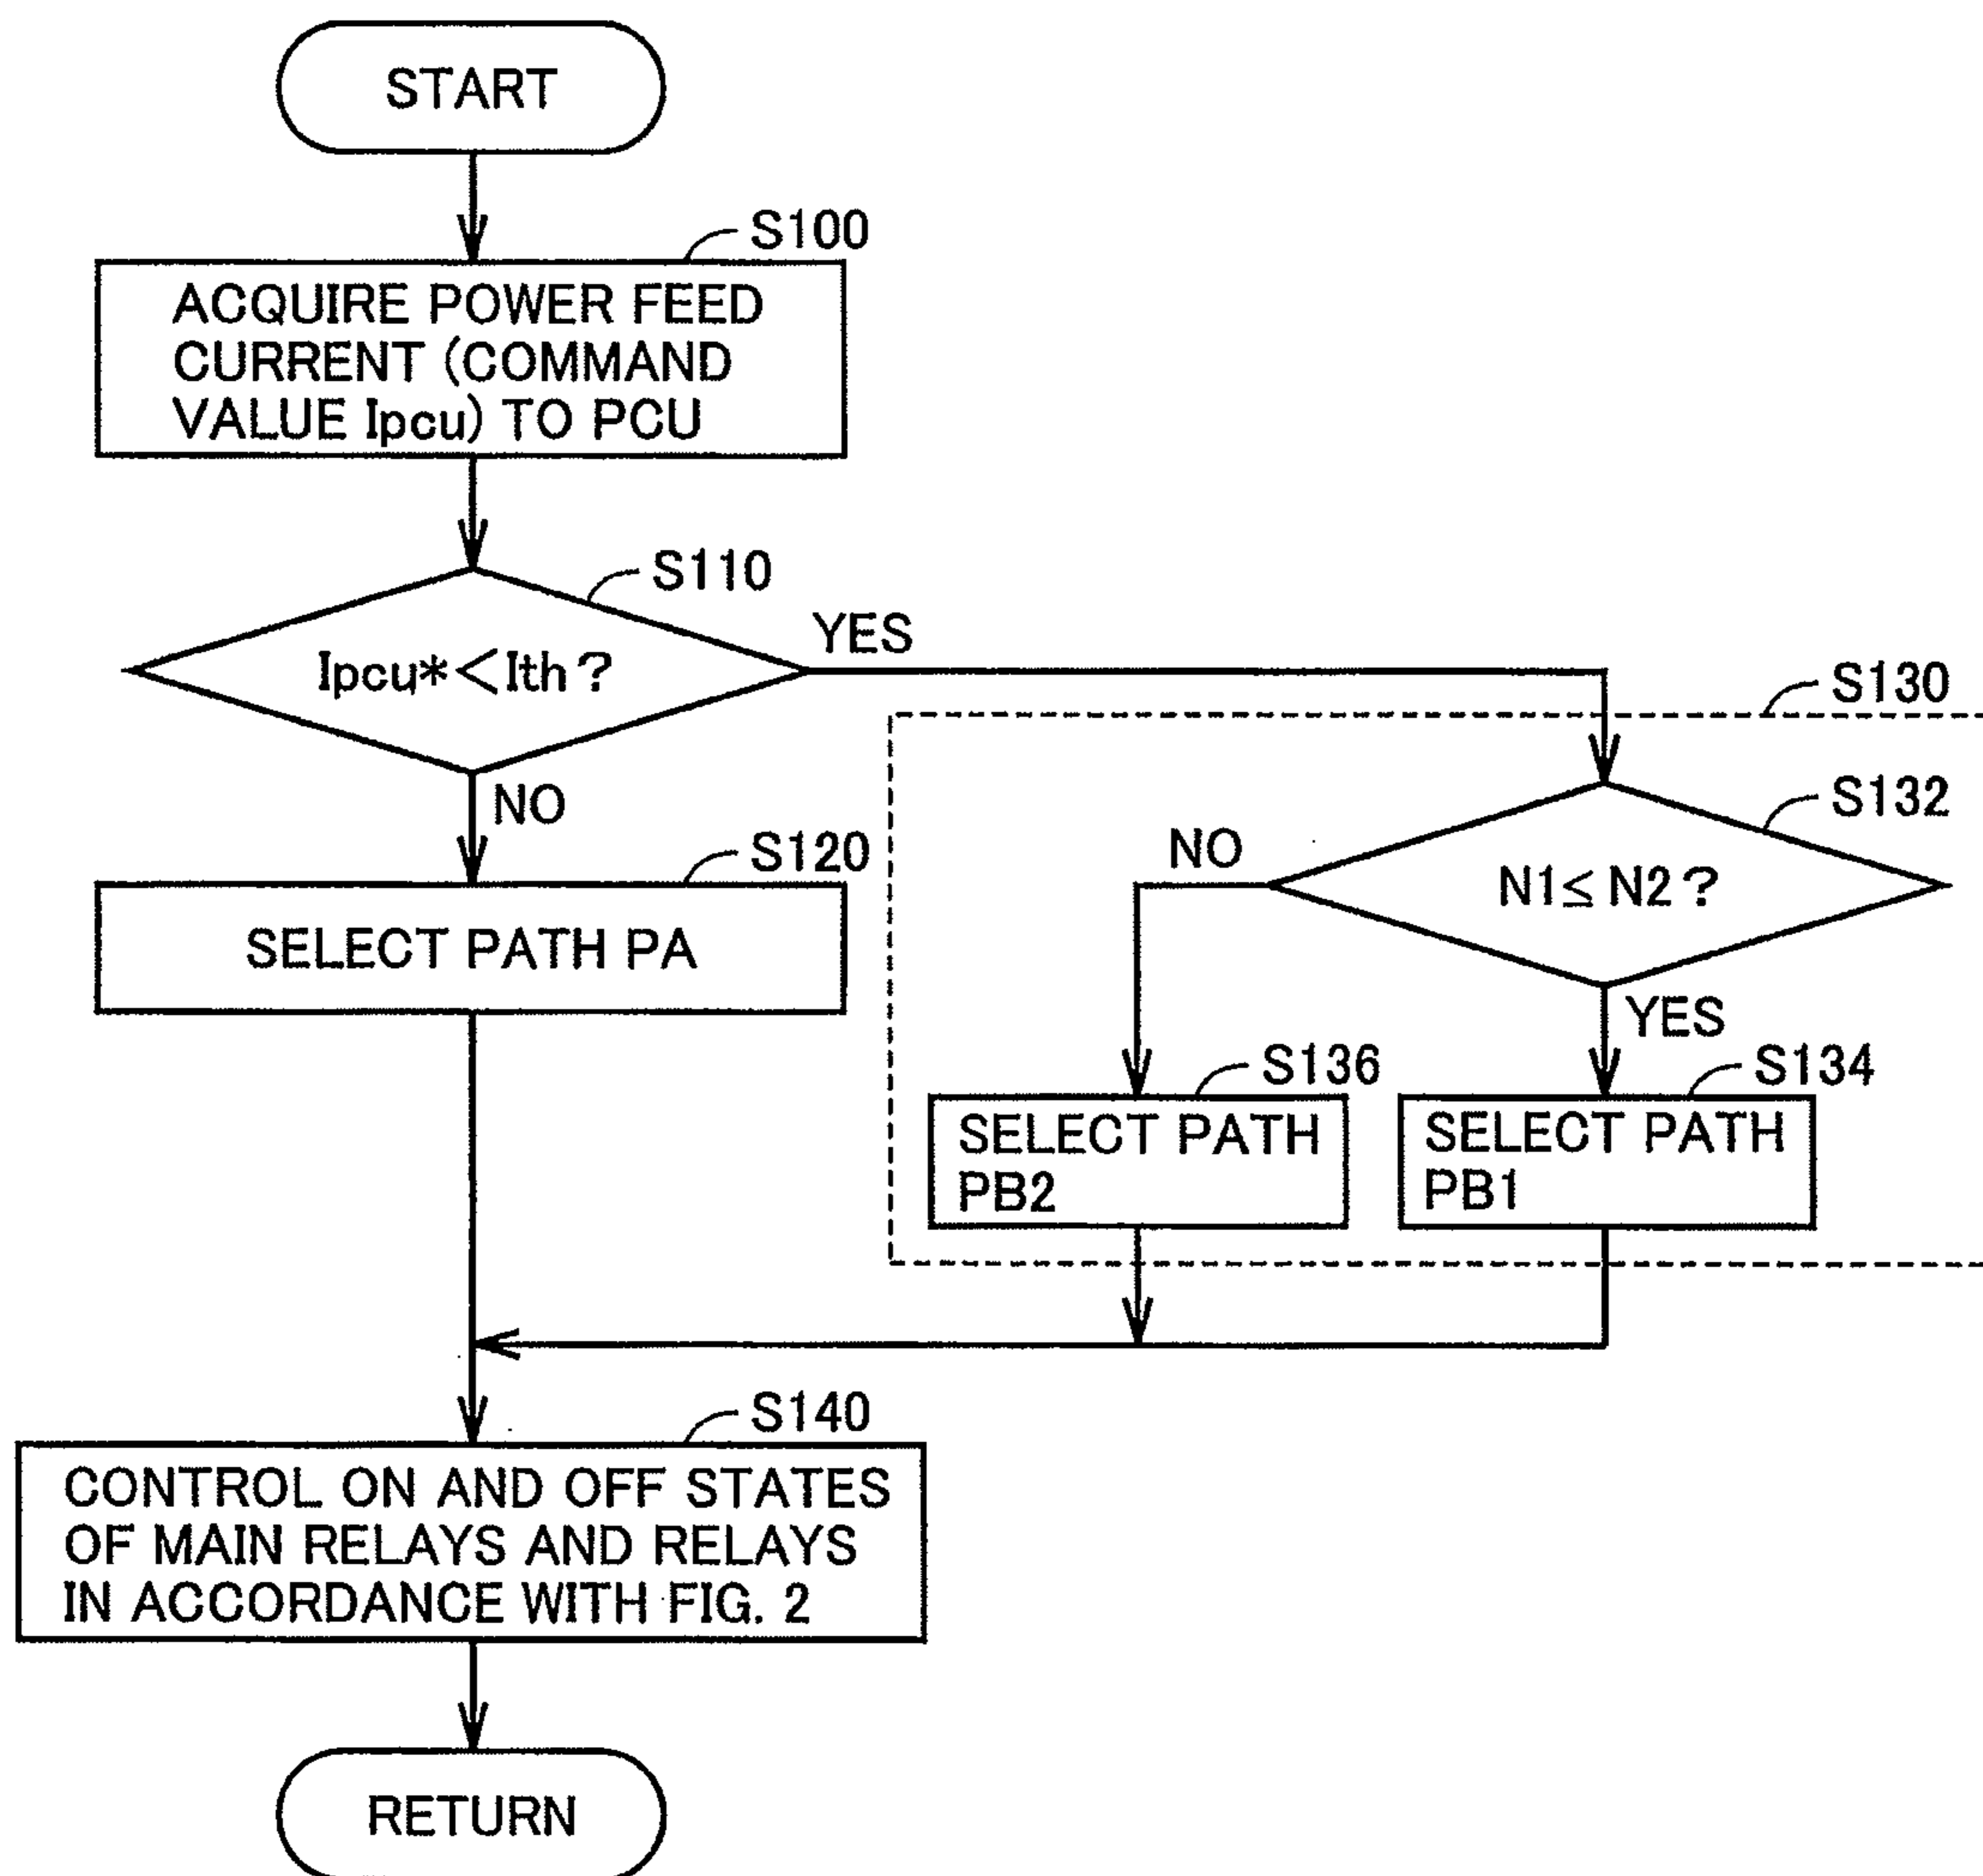 START
S100
ACQUIRE POWER FEED
CURRENT (COMMAND
VALUE Ipcu) TO PCU
S110
Ipcu*<Ith?
YES
NO
S120
SELECT PATH PA
S130
S132
N1≤N2?
NO
YES
S136
SELECT PATH
PB2
S134
SELECT PATH
PB1
S140
CONTROL ON AND OFF STATES
OF MAIN RELAYS AND RELAYS
IN ACCORDANCE WITH FIG. 2
RETURN